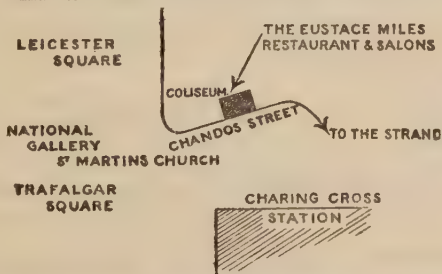 THE EUSTACE MILES
RESTAURANT & SALONS
LEICESTER
SQUARE
COLISEUM.
CHANDOS STREET
TO THE STRAND
NATIONAL
GALLERY
ST MARTINS CHURCH
TRAFALGAR
SQUARE
CHARING CROSS
STATION